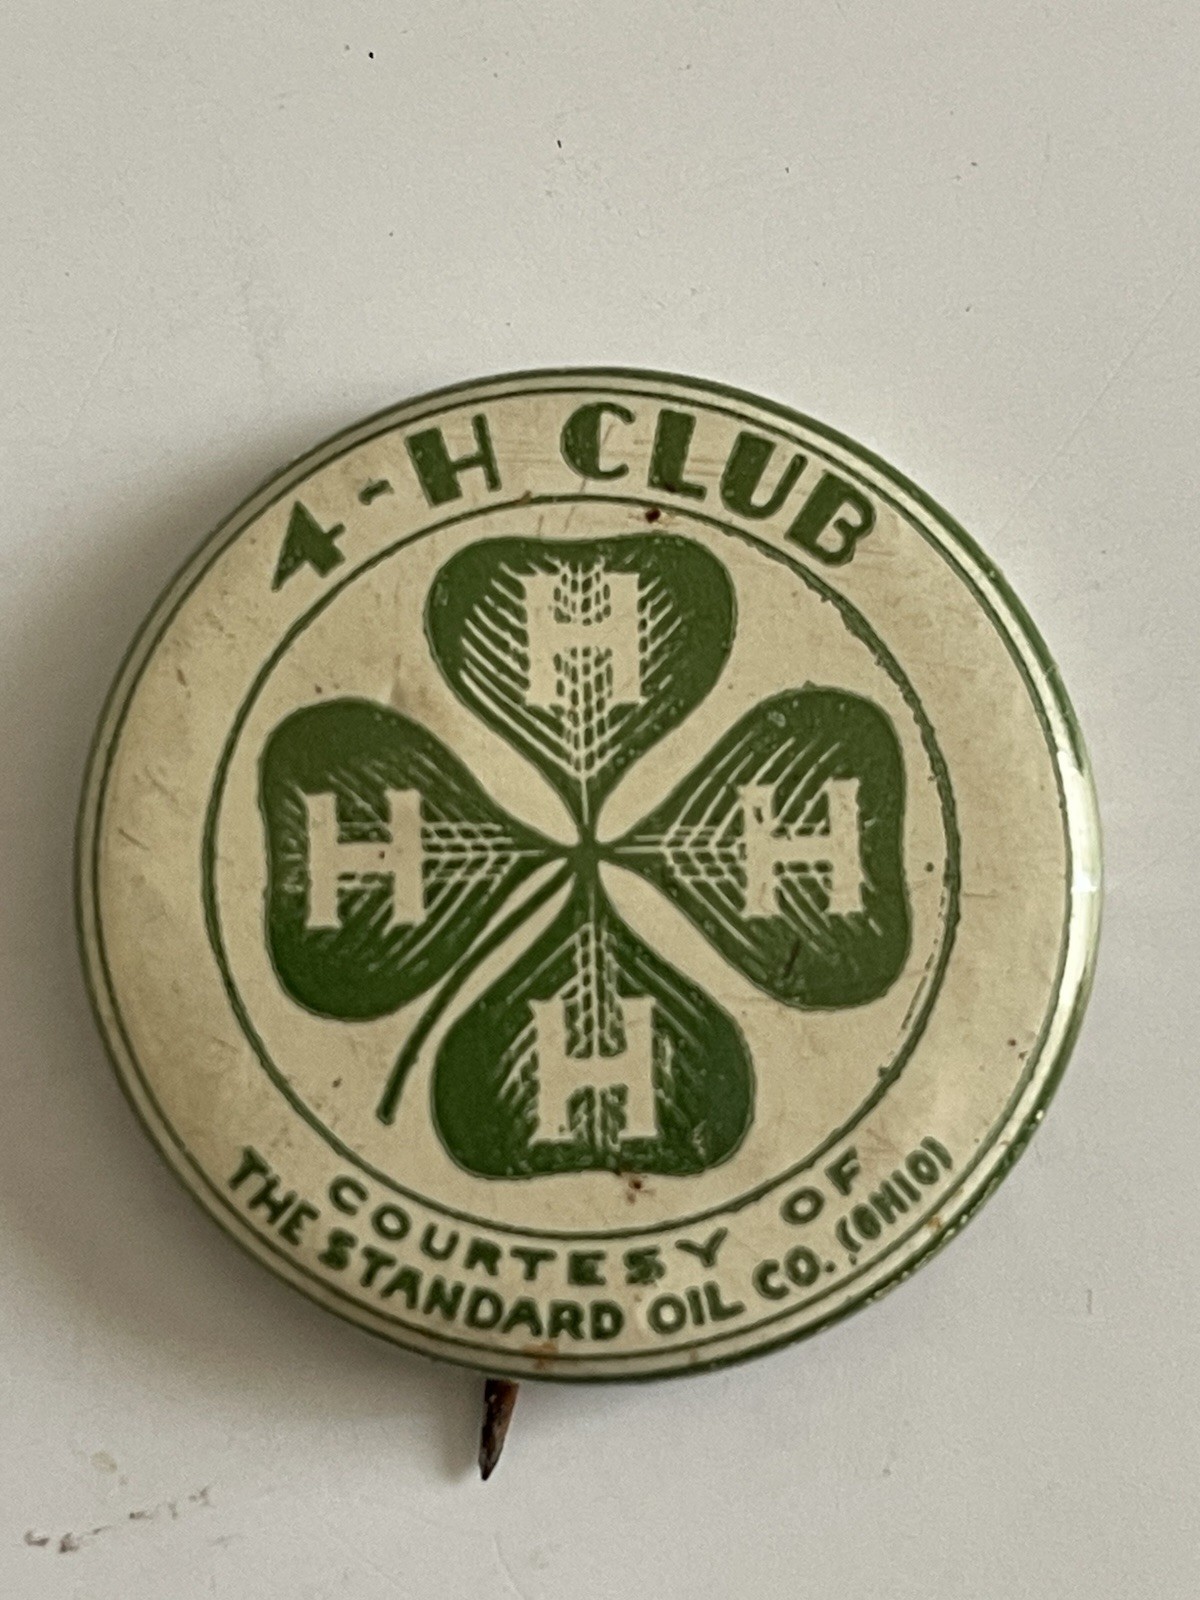 4-H CLUB
H
H H
H
COURTESY OF
THE STANDARD OIL CO. (OHIO)